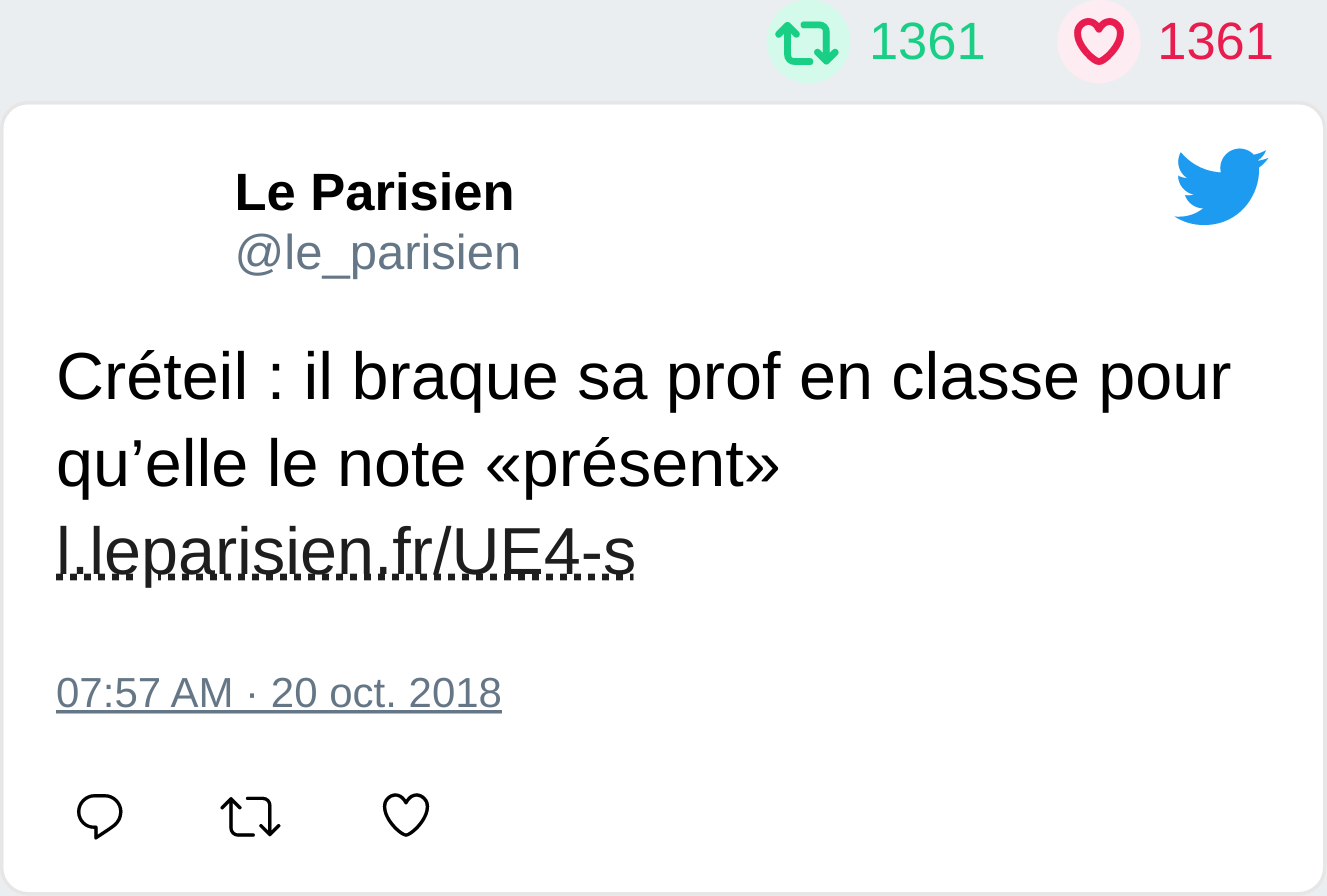 1361 1361
Le Parisien
@le_parisien
Créteil : il braque sa prof en classe pour
qu’elle le note «présent»
l.leparisien.fr/UE4-s
07:57 AM · 20 oct. 2018